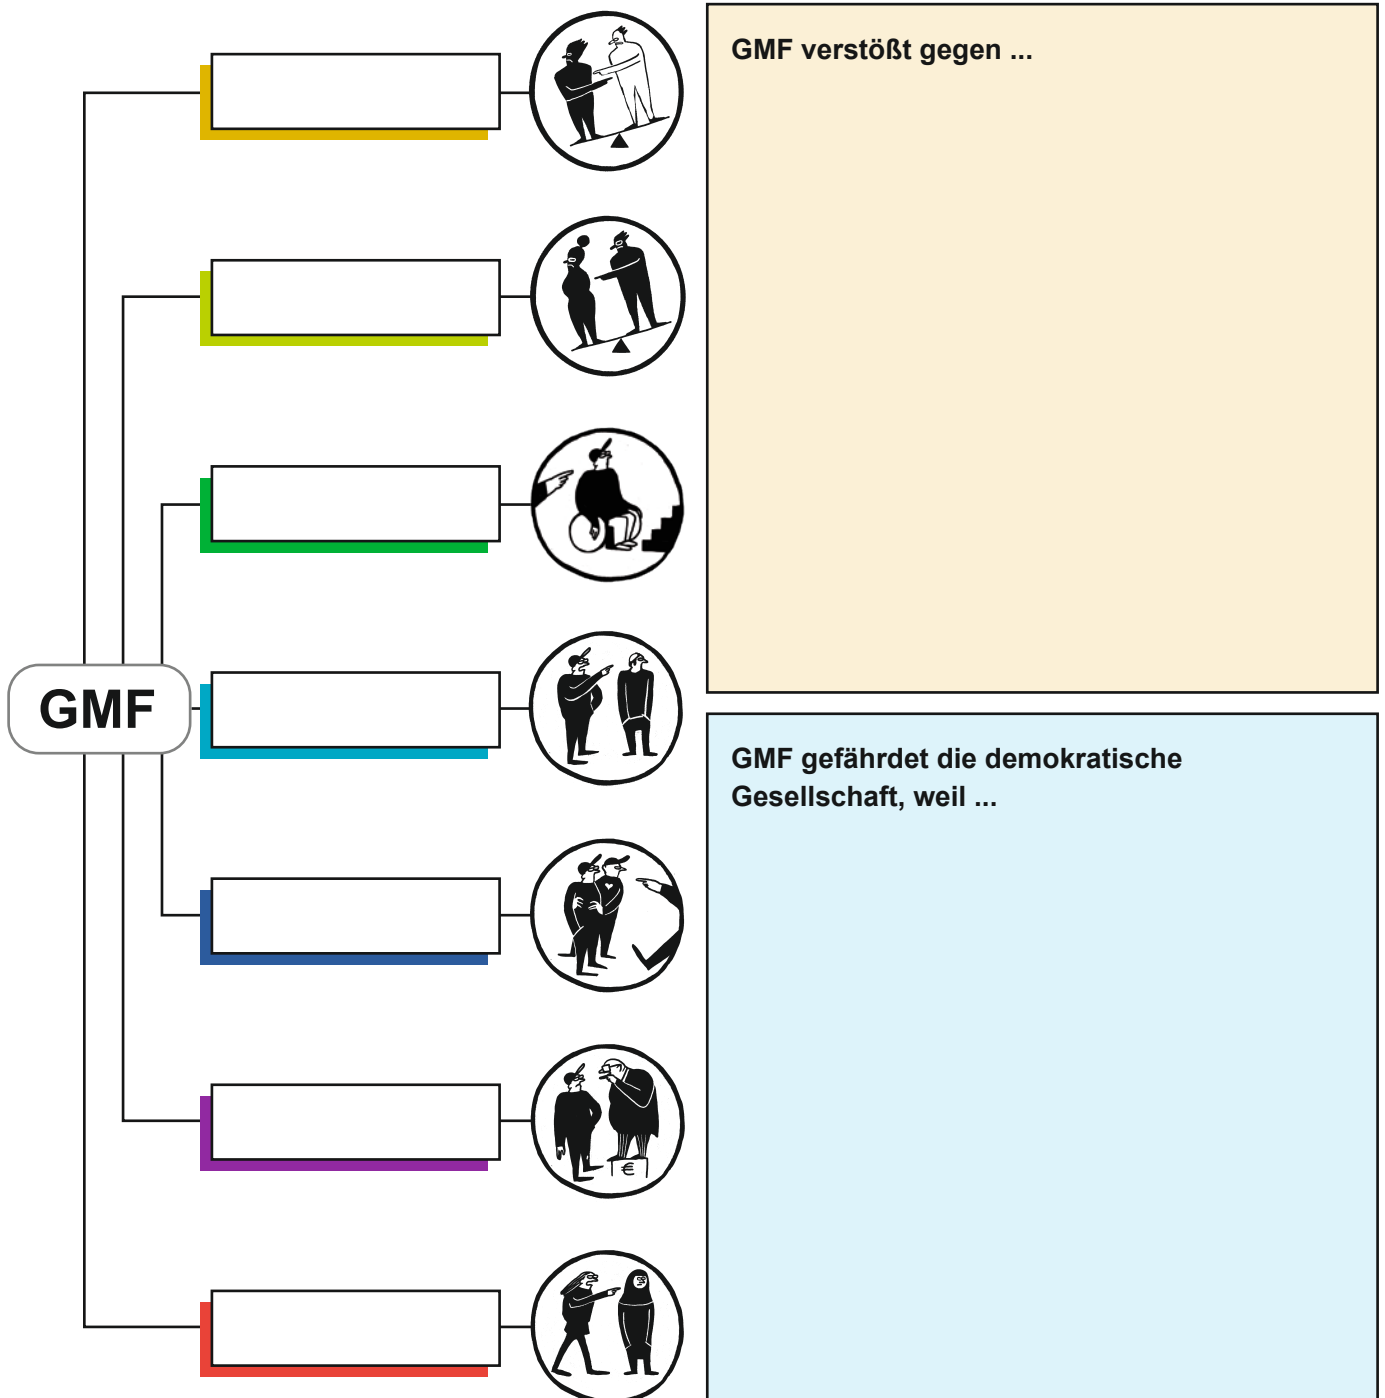 GMF verstößt gegen ...
GMF
GMF gefährdet die demokratische
Gesellschaft, weil ...
€